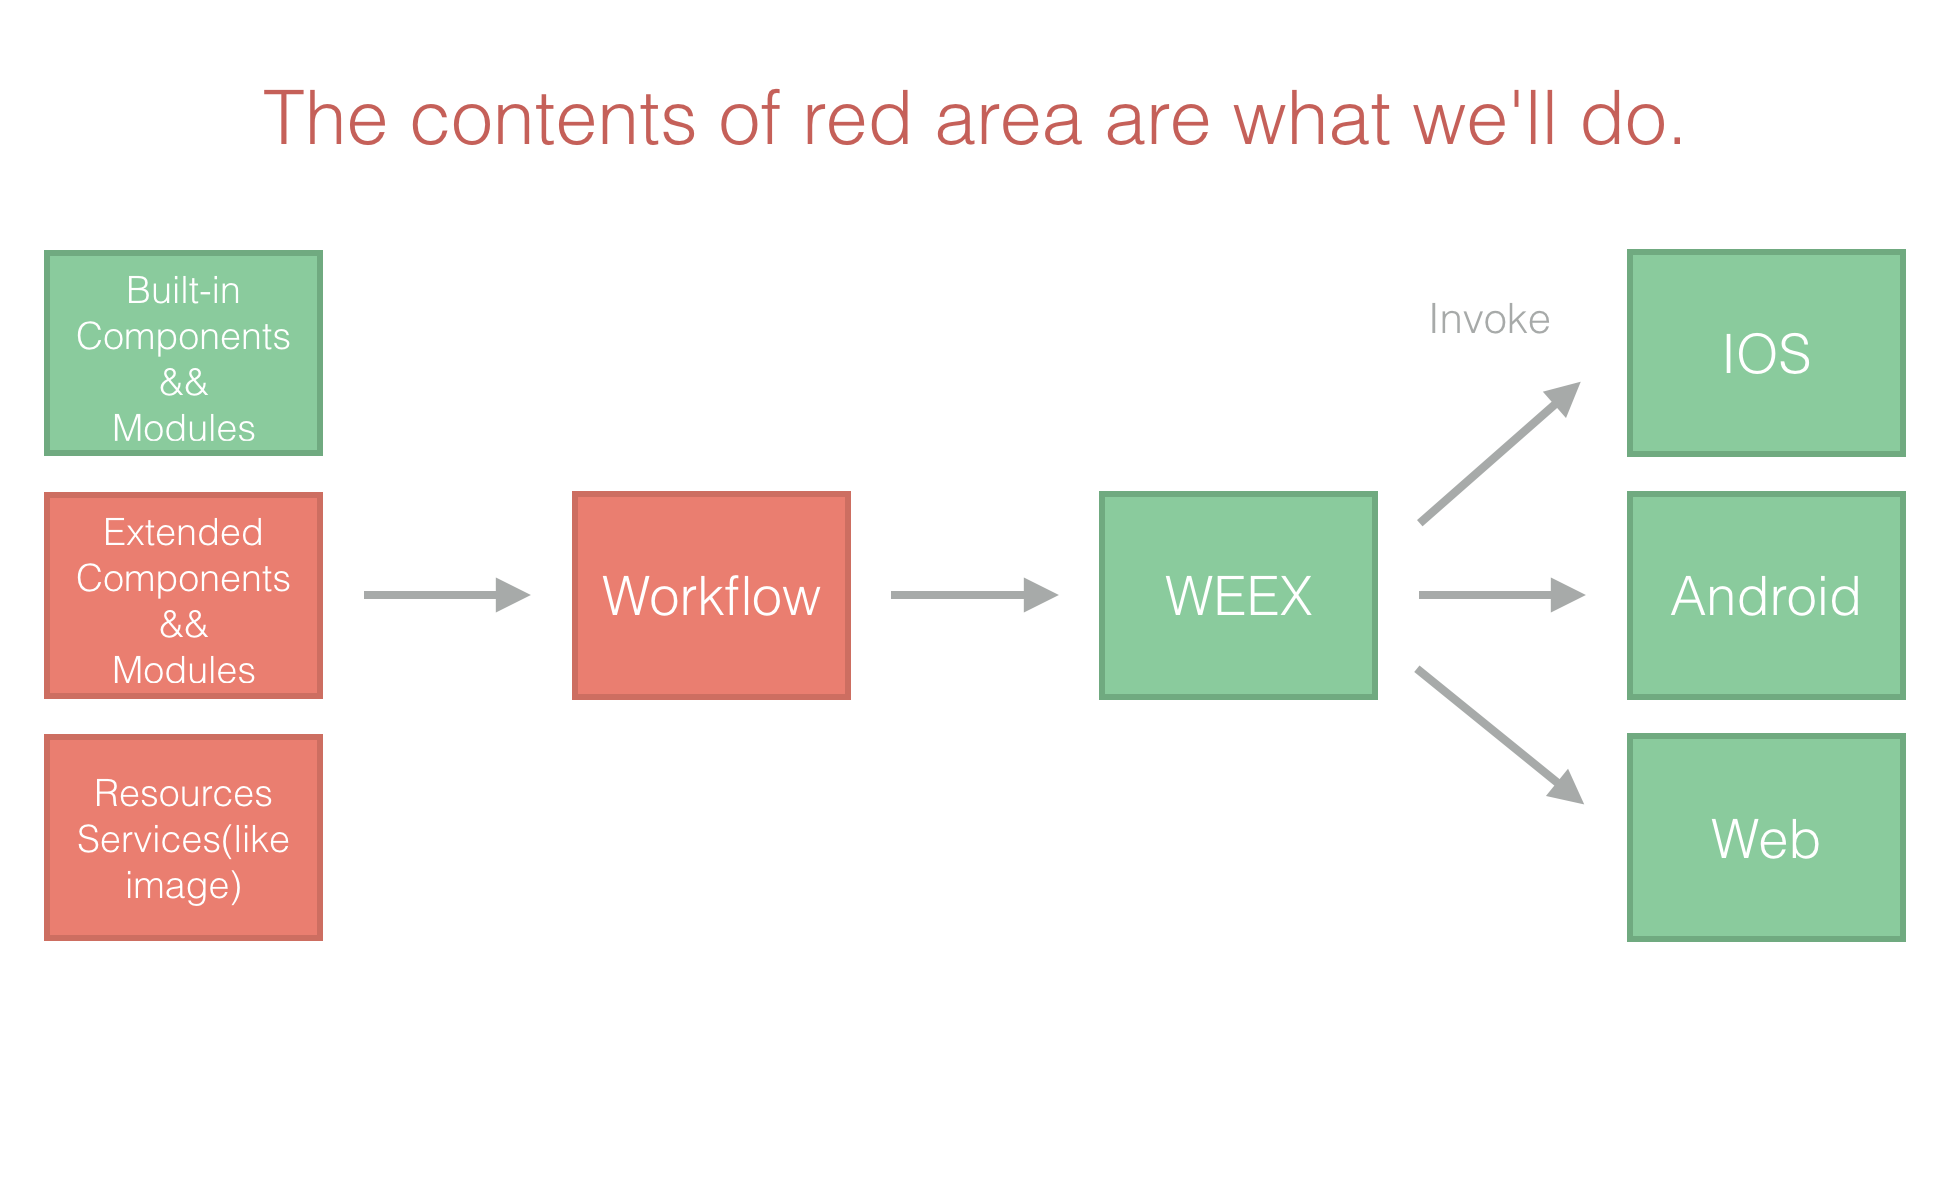 The contents of red area are what we'll do.
Built-in
Components
&&
Modules
Extended
Components
&&
Modules
Resources
Services(like
image)
Workflow
WEEX
Invoke
IOS
Android
Web